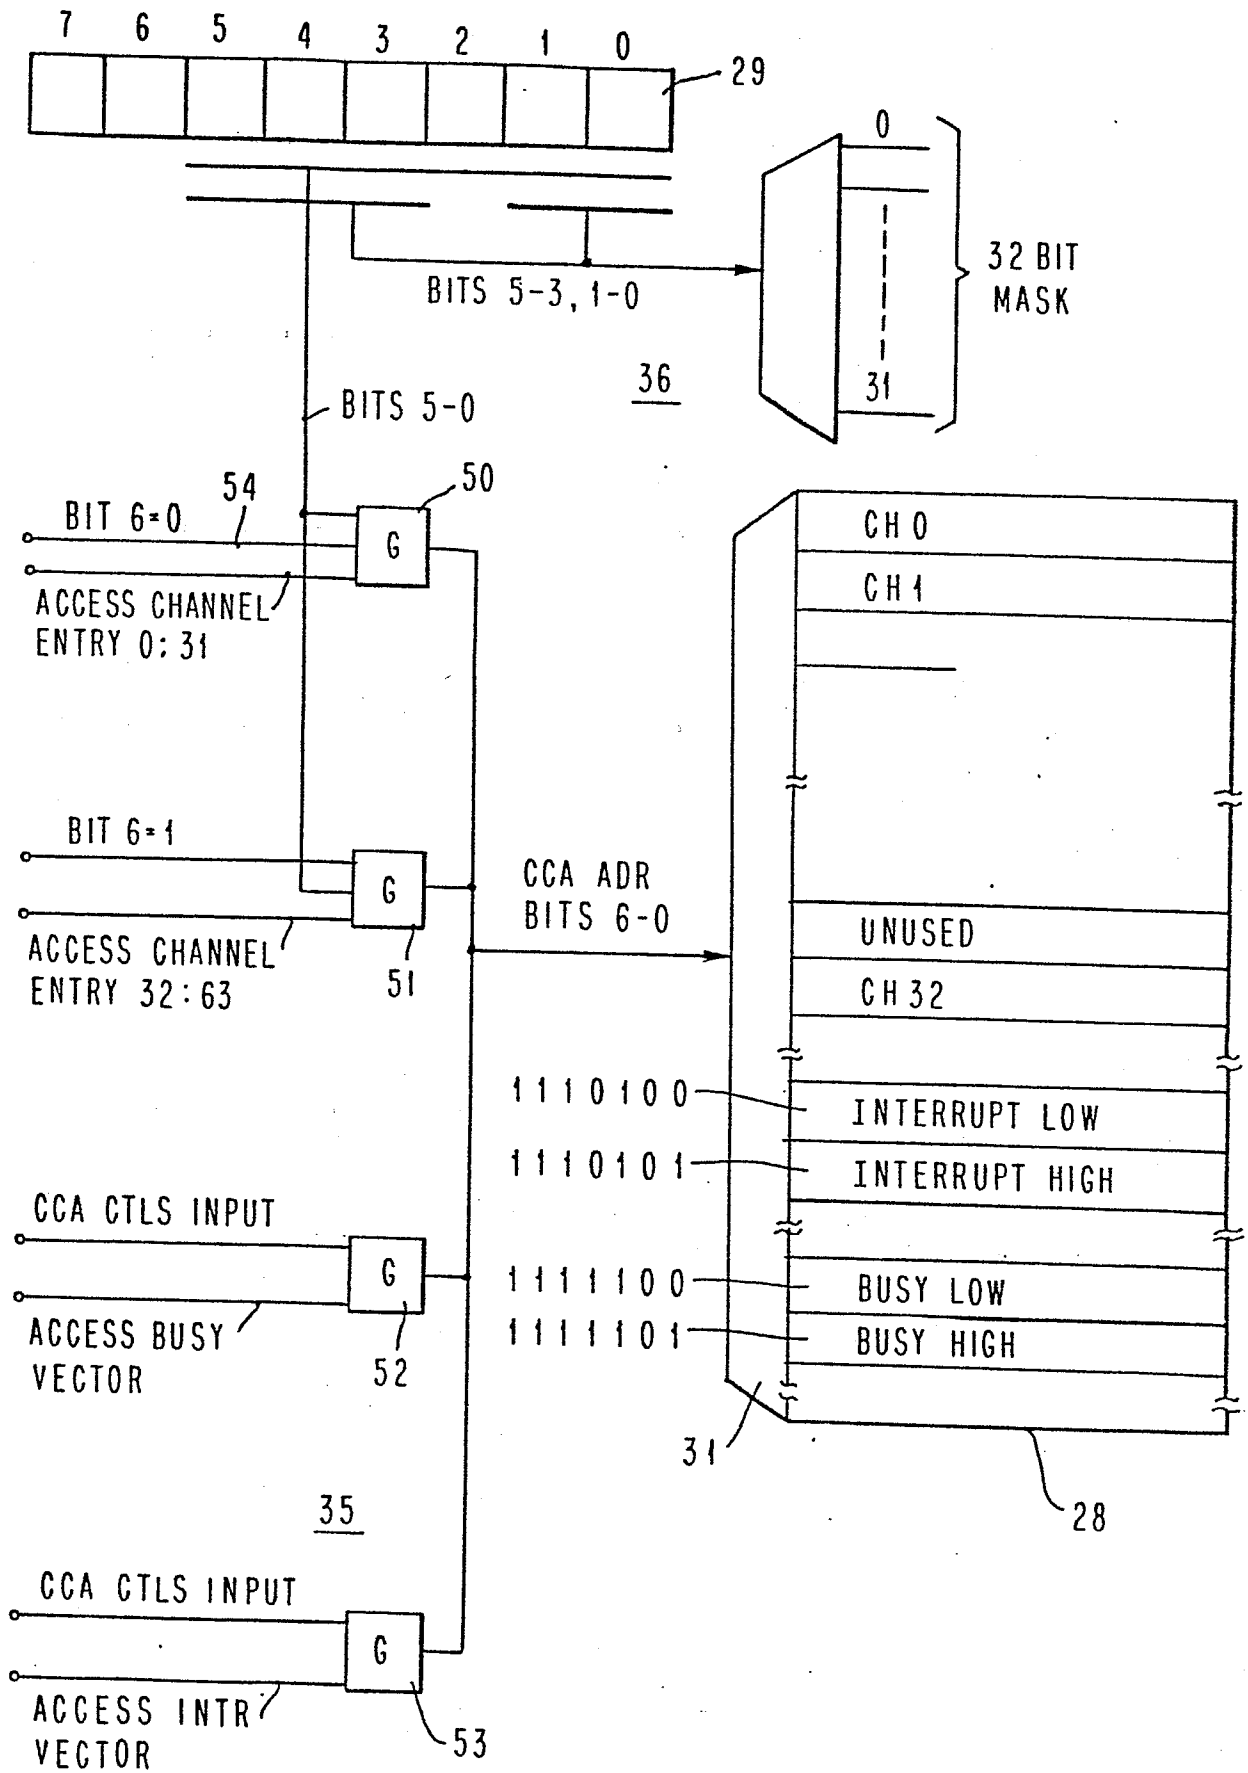 7 6 5 4 3 2 1 0
29
0
32 BIT
MASK
BITS 5-3, 1-0
31
36
BITS 5-0
50
54
BIT 6=0
G
ACCESS CHANNEL
ENTRY 0:31
CH 0
CH 1
BIT 6=1
G
ACCESS CHANNEL
ENTRY 32:63
51
CCA ADR
BITS 6-0
UNUSED
CH 32
1110100
INTERRUPT LOW
1110101
INTERRUPT HIGH
CCA CTLS INPUT
G
ACCESS BUSY
VECTOR
52
1111100
BUSY LOW
1111101
BUSY HIGH
31
28
35
CCA CTLS INPUT
G
ACCESS INTR
VECTOR
53